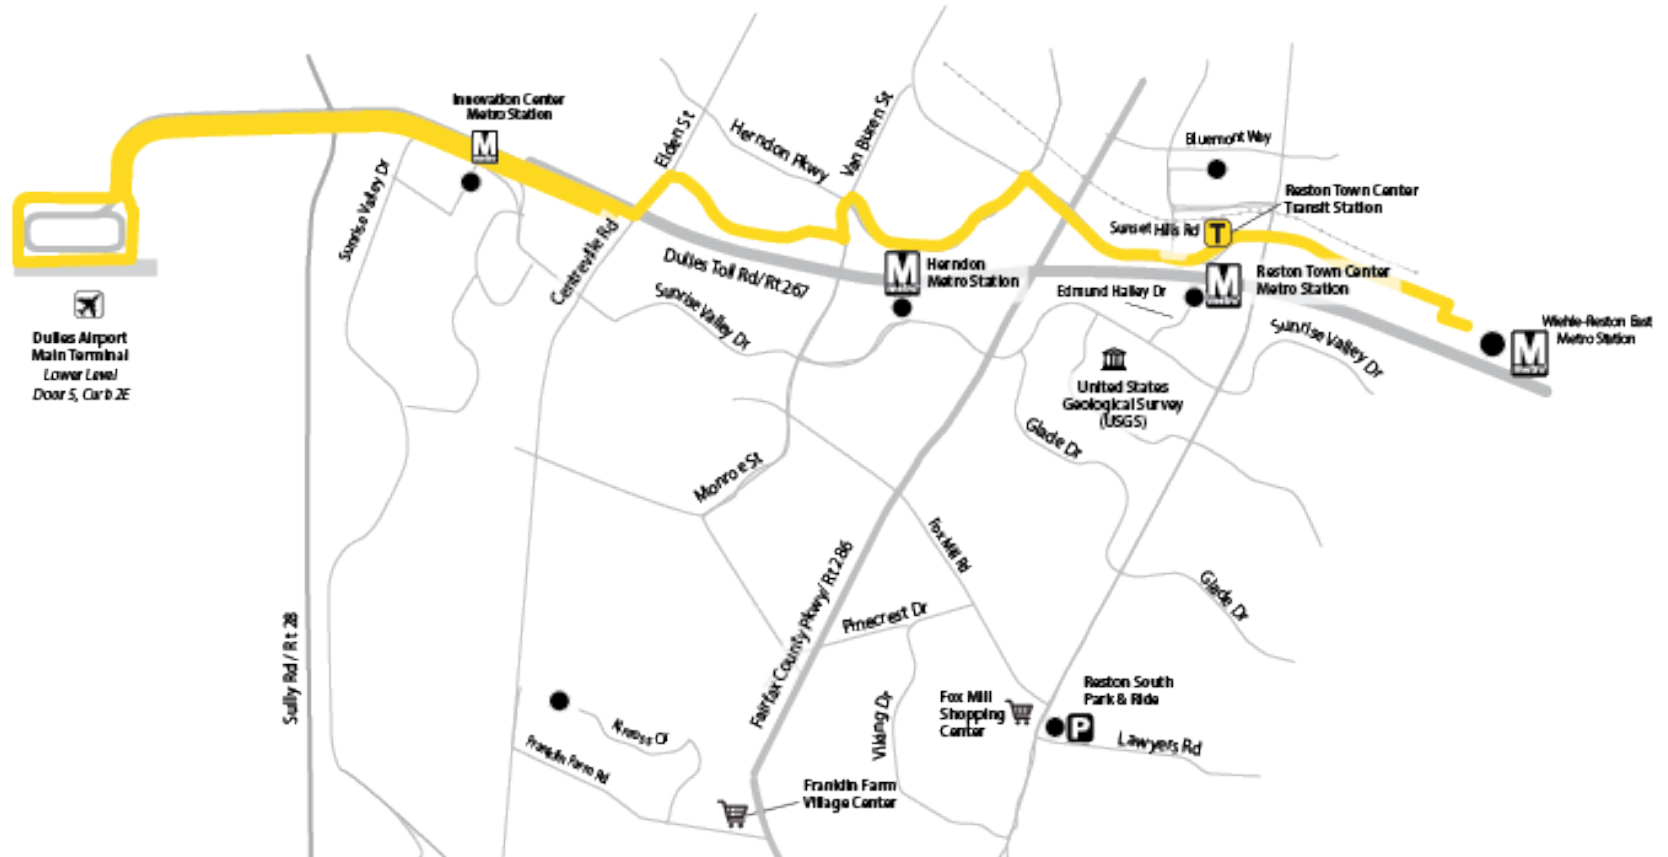 Innovation Center
Metro Station
M
Elden St
Herndon Pkwy
Van Buren St
Bluemont Way
Reston Town Center
Transit Station
Sunrise Valley Dr
Sunset Hills Rd
T
Centreville Rd
Dulles Toll Rd/Rt 267
M
Herndon
Metro Station
M
Reston Town Center
Metro Station
Edmund Halley Dr
Dulles Airport
Main Terminal
Lower Level
Door 5, Curb 2E
Sunrise Valley Dr
Sunrise Valley Dr
Wiehle-Reston East
Metro Station
M
United States
Geological Survey
(USGS)
Glade Dr
Monroe St
Fox Mill Rd
Fairfax County Pkwy/Rt 286
Glade Dr
Pinecrest Dr
Sully Rd/Rt 28
Viking Dr
Fox Mill
Shopping
Center
Reston South
Park & Ride
P
Lawyers Rd
Franklin Farm Rd
Franklin Farm
Village Center